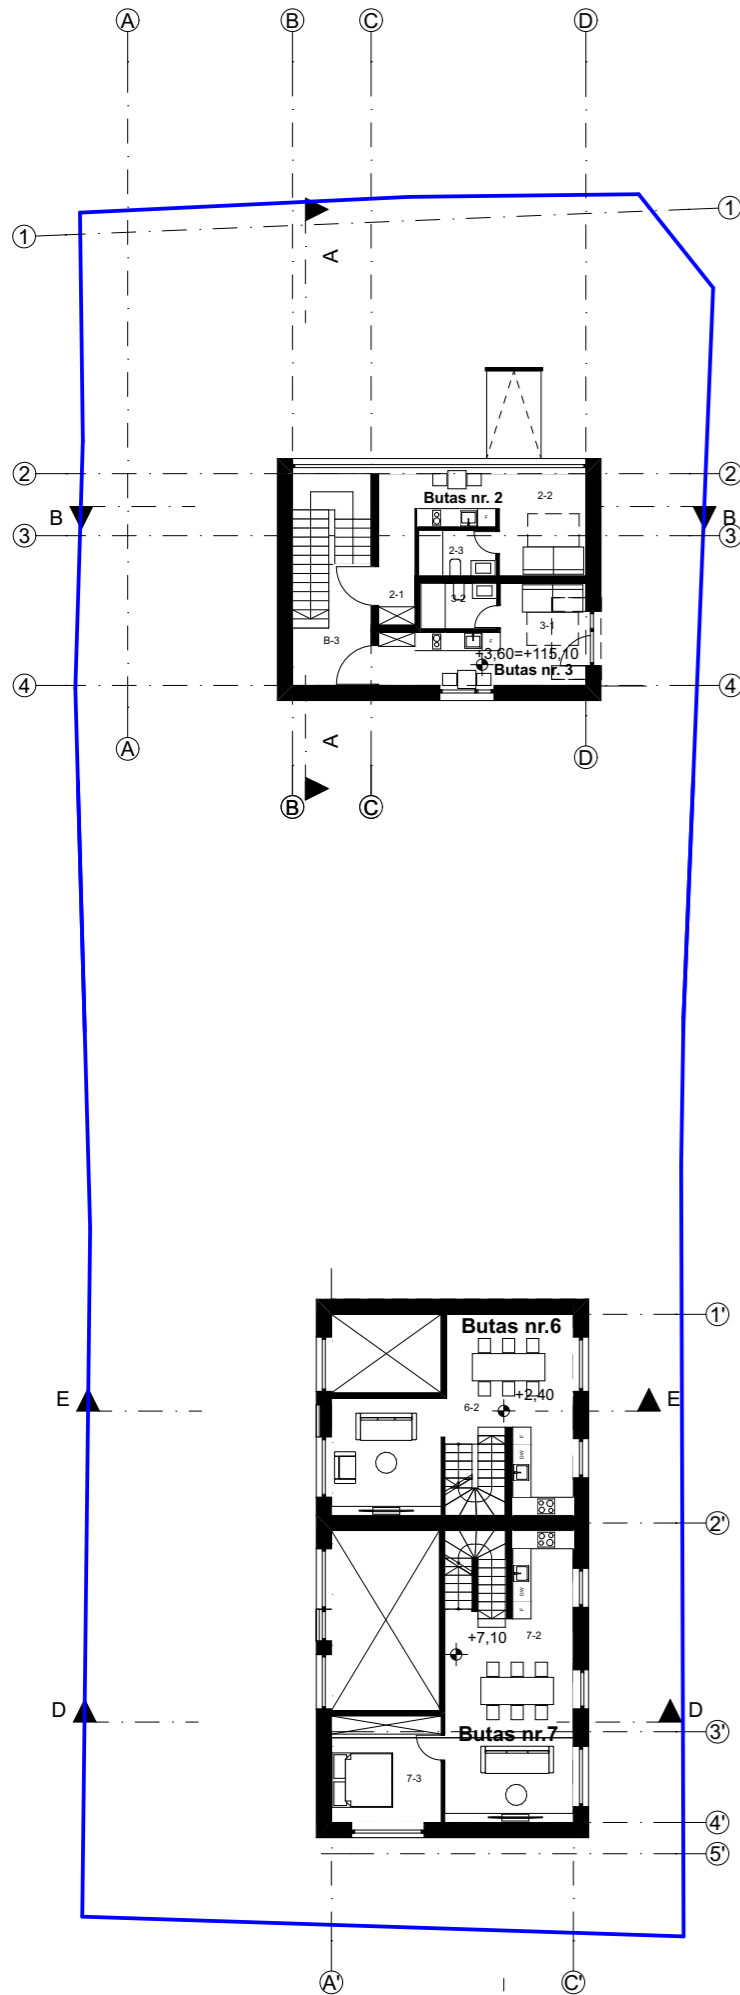 A B C D
1
1
A
2
2
Butas nr. 2
2-2
F
B
B
3
3
2-3
2-1
3-2
3-1
B-3
F
+3,60=+115,10
Butas nr. 3
4
4
A
A
D
B C
1'
Butas nr.6
+2,40
E
E
6-2
F
DW
2'
DW
F
+7,10
7-2
D
D
3'
Butas nr.7
7-3
4'
5'
A' C'